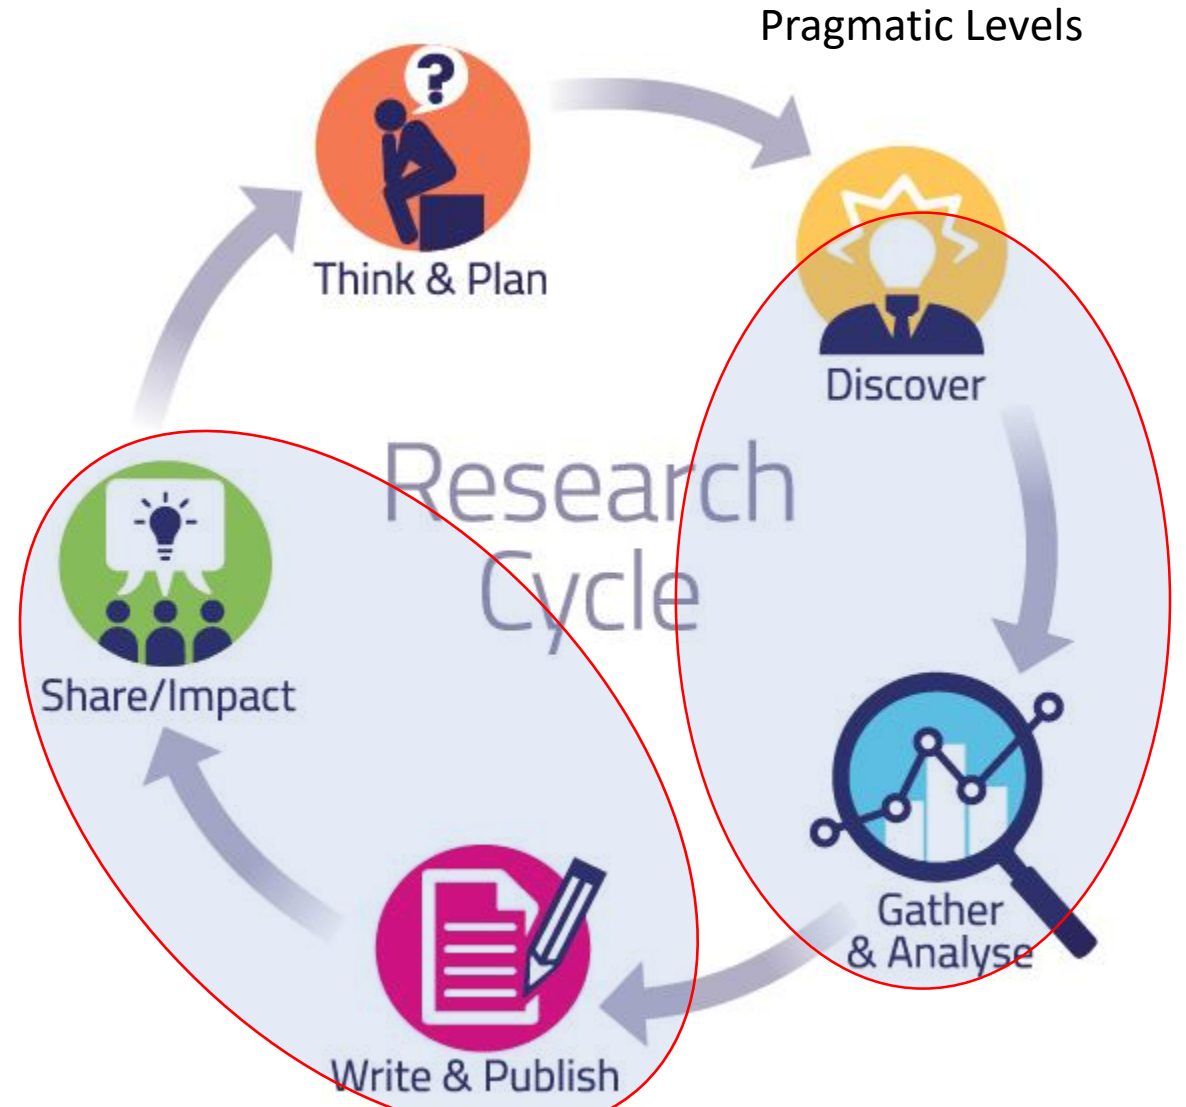 Pragmatic Levels
?
Think & Plan
Discover
Research
Cycle
Share/Impact
Gather
& Analyse
Write & Publish